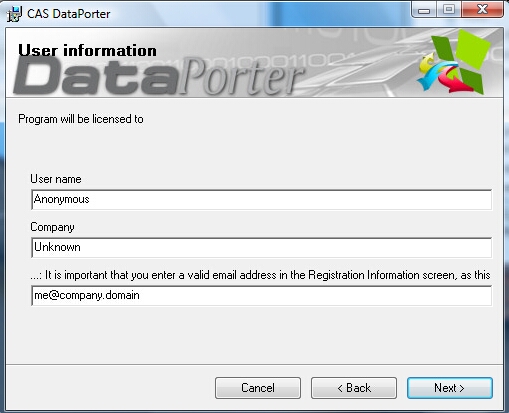 CAS DataPorter
User information
DataPorter
Program will be licensed to
User name
Anonymous
Company
Unknown
...: It is important that you enter a valid email address in the Registration Information screen, as this
me@company.domain
Cancel
< Back
Next >